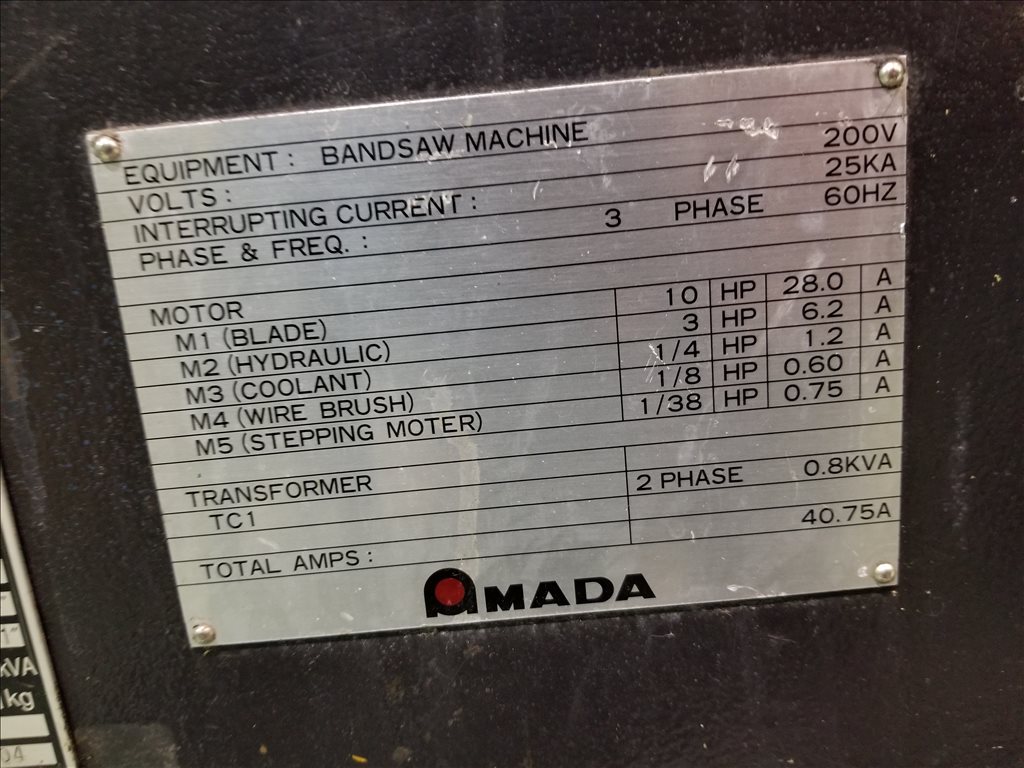 EQUIPMENT : BANDSAW MACHINE
VOLTS : 200V
INTERRUPTING CURRENT : 25KA
PHASE & FREQ. : 3 PHASE 60HZ
MOTOR
M1 (BLADE) 10 HP 28.0 A
M2 (HYDRAULIC) 3 HP 6.2 A
M3 (COOLANT) 1/4 HP 1.2 A
M4 (WIRE BRUSH) 1/8 HP 0.60 A
M5 (STEPPING MOTER) 1/38 HP 0.75 A
TRANSFORMER
TC1 2 PHASE 0.8KVA
TOTAL AMPS : 40.75A
AMADA
1"
KVA
kg
04